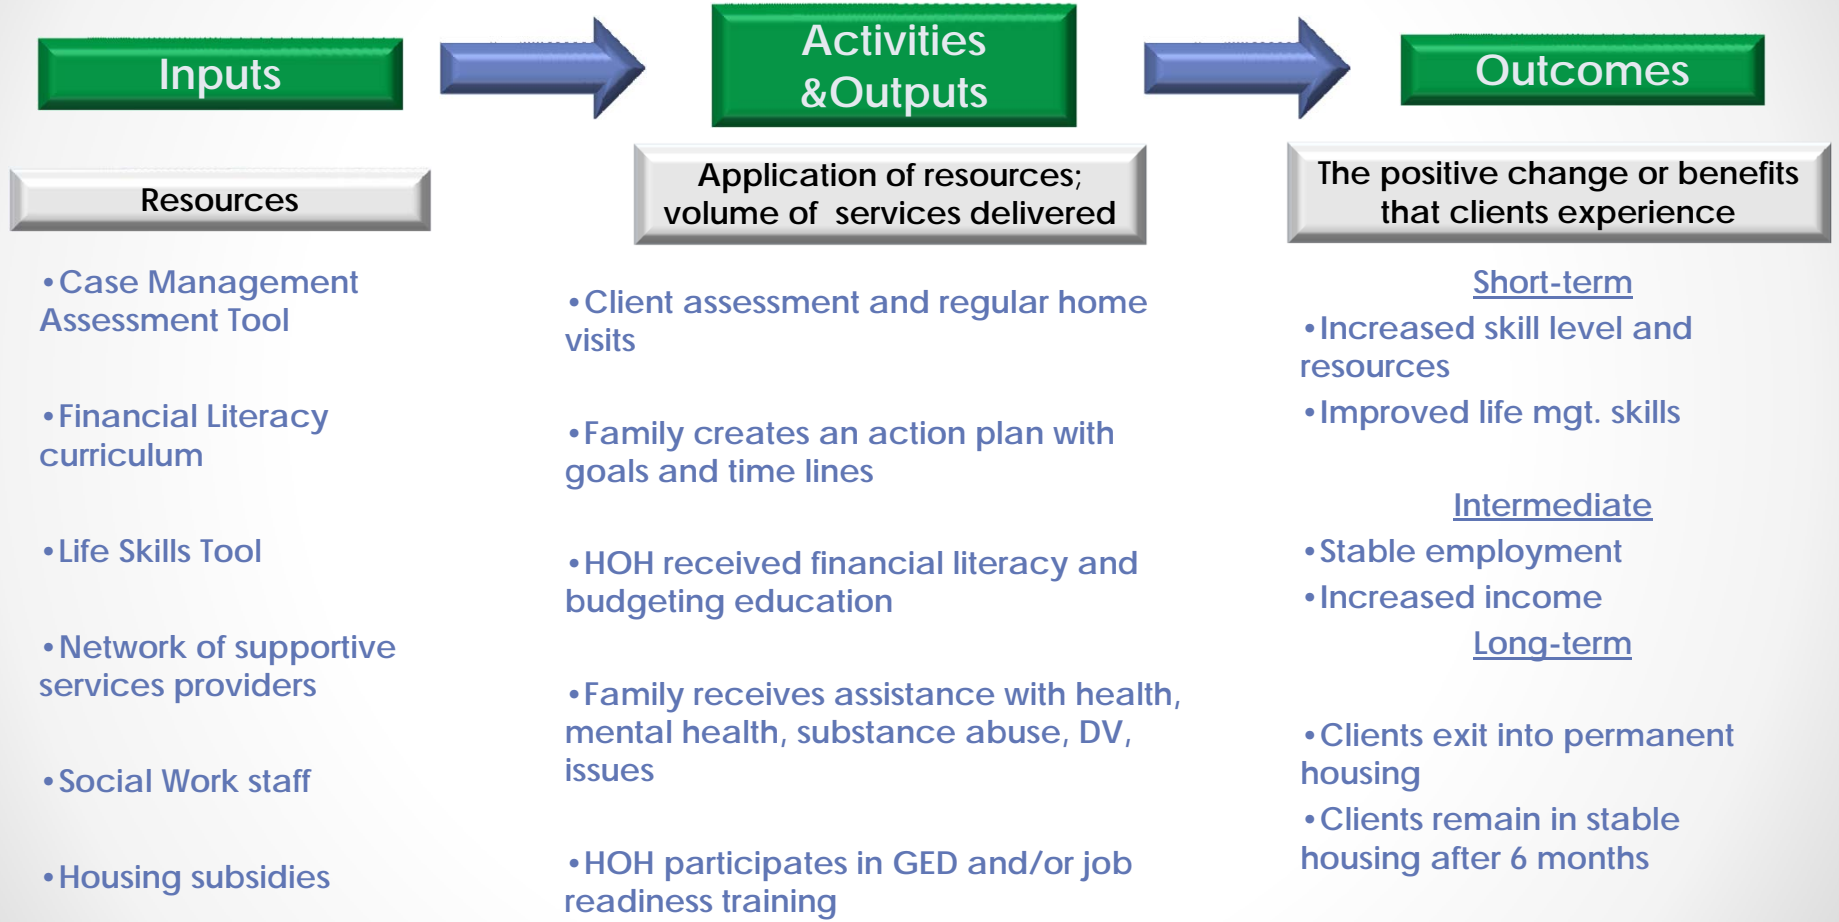 Inputs
Activities
&Outputs
Outcomes
Resources
Application of resources;
volume of services delivered
The positive change or benefits
that clients experience
•Case Management
Assessment Tool
•Financial Literacy
curriculum
•Life Skills Tool
•Network of supportive
services providers
•Social Work staff
•Housing subsidies
•Client assessment and regular home
visits
•Family creates an action plan with
goals and time lines
•HOH received financial literacy and
budgeting education
•Family receives assistance with health,
mental health, substance abuse, DV,
issues
•HOH participates in GED and/or job
readiness training
Short-term
•Increased skill level and
resources
•Improved life mgt. skills
Intermediate
•Stable employment
•Increased income
Long-term
•Clients exit into permanent
housing
•Clients remain in stable
housing after 6 months